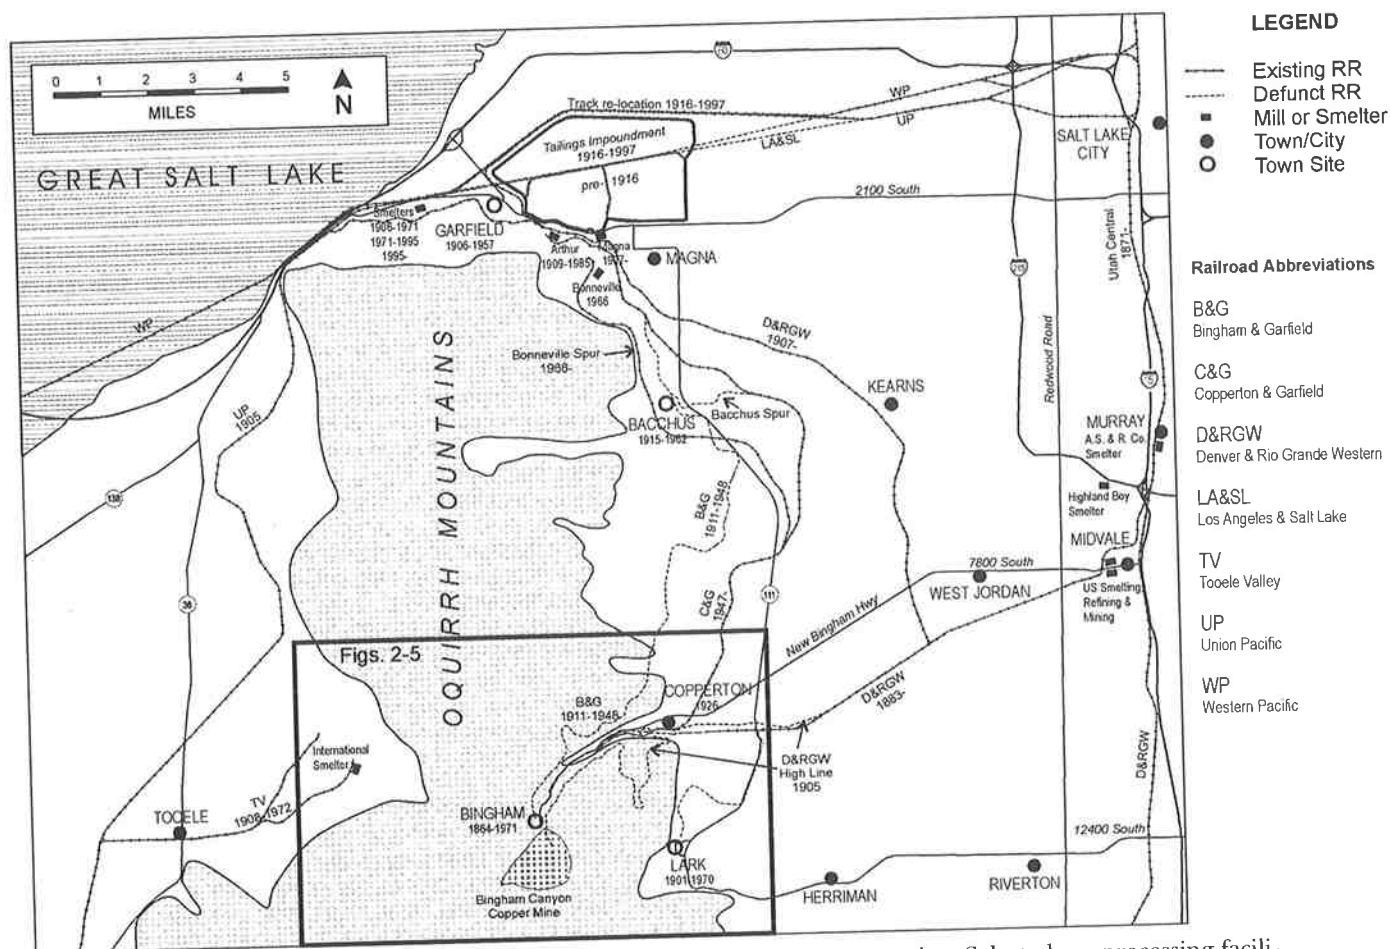 0 1 2 3 4 5
MILES
N
GREAT SALT LAKE
80
WP
UP
LA&SL
Track re-location 1916-1997
Tailings Impoundment
1916-1997
pre- 1916
2100 South
SALT LAKE
CITY
Smelters
1906-1971
1971-1995
1995-
GARFIELD
1906-1957
Arthur
1909-1985
Magna
1907-
Bonneville
1966
MAGNA
215
Utah Central
1871-
Redwood Road
WP
D&RGW
1907-
Bonneville Spur
1966-
KEARNS
BACCHUS
1915-1962
Bacchus Spur
UP
1905
OQUIRRH MOUNTAINS
15
MURRAY
A.S. & R. Co.
Smelter
Highland Boy
Smelter
138
B&G
1911-1948
MIDVALE
7800 South
WEST JORDAN
US Smelting,
Refining &
Mining
36
C&G
1947-
111
New Bingham Hwy
Figs. 2-5
COPPERTON
1926
D&RGW
1883-
B&G
1911-1948
D&RGW
High Line
1905
D&RGW
International
Smelter
TV
1908-1972
TOOELE
BINGHAM
1864-1971
12400 South
LARK
1901-1970
Bingham Canyon
Copper Mine
HERRIMAN
RIVERTON
LEGEND
Existing RR
Defunct RR
Mill or Smelter
Town/City
Town Site
Railroad Abbreviations
B&G
Bingham & Garfield
C&G
Copperton & Garfield
D&RGW
Denver & Rio Grande Western
LA&SL
Los Angeles & Salt Lake
TV
Tooele Valley
UP
Union Pacific
WP
Western Pacific